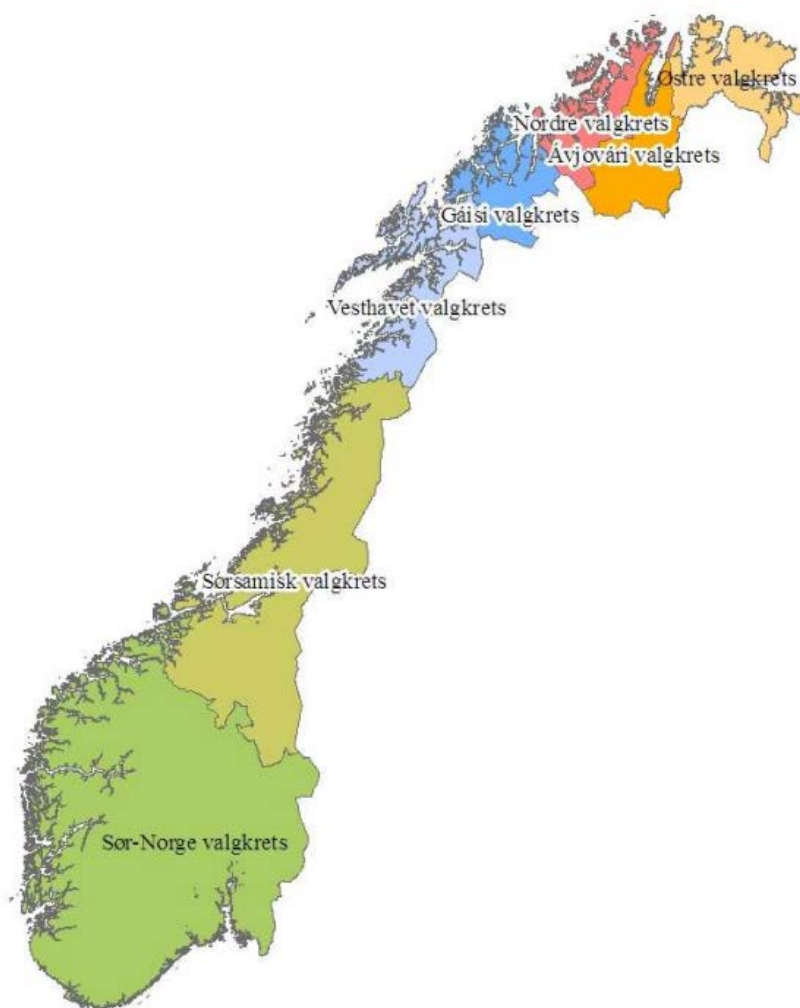 Østre valgkrets
Nordre valgkrets
Ávjovári valgkrets
Gáisi valgkrets
Vesthavet valgkrets
Sørsamisk valgkrets
Sør-Norge valgkrets